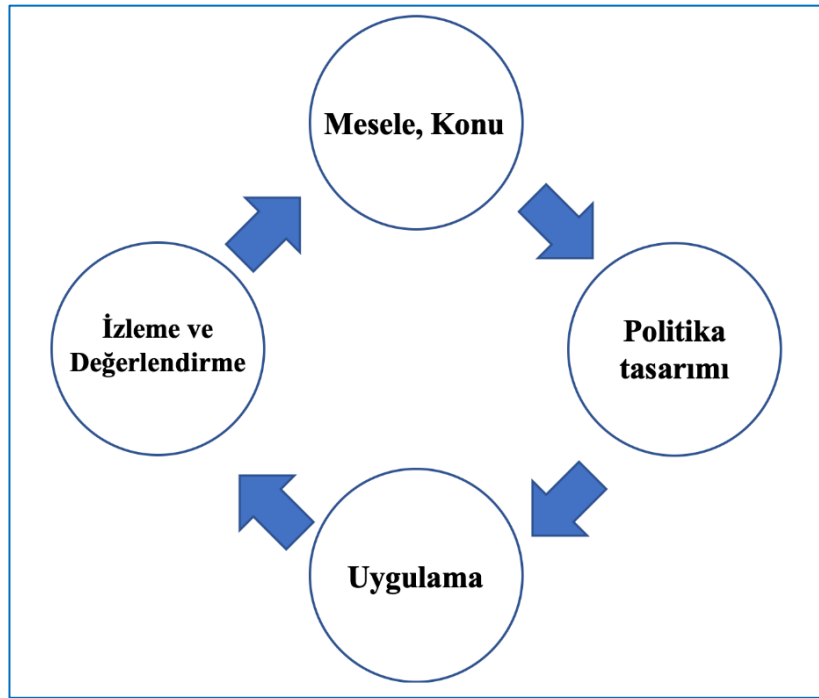 Mesele, Konu
Politika
tasarımı
Uygulama
İzleme ve
Değerlendirme